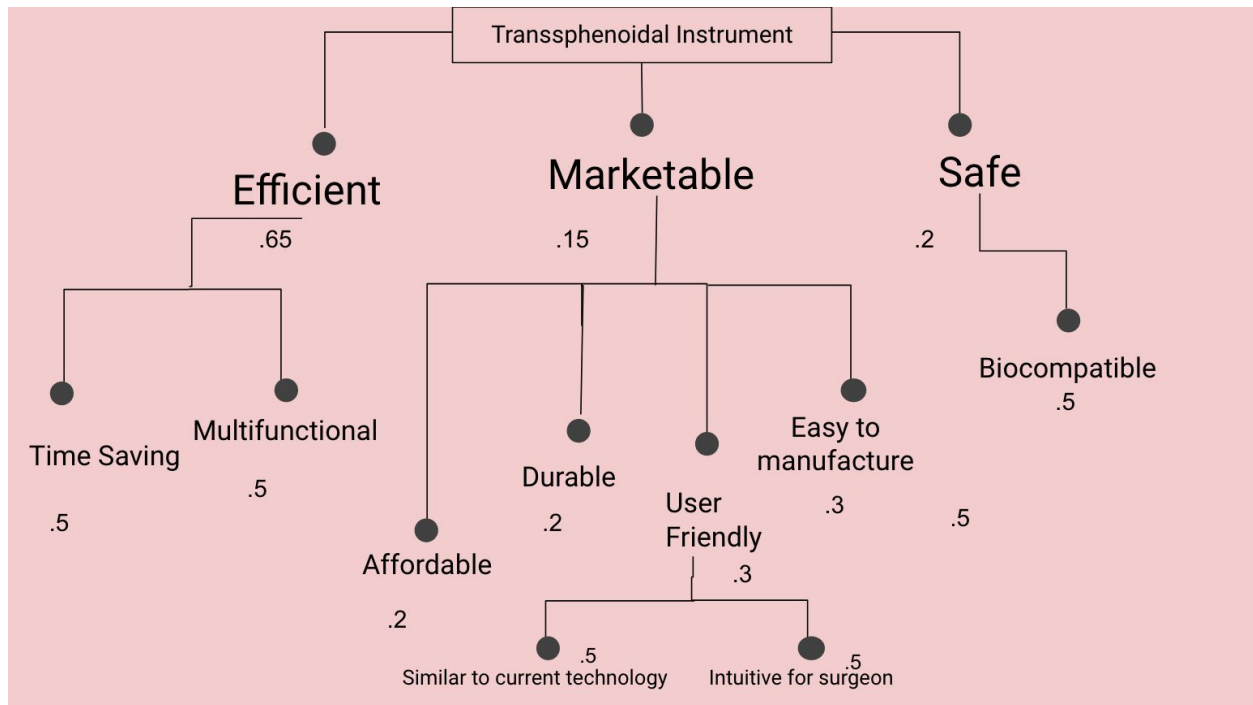 Transsphenoidal Instrument
Efficient
.65
Marketable
.15
Safe
.2
Time Saving
.5
Multifunctional
.5
Affordable
.2
Durable
.2
User
Friendly
.3
Similar to current technology
.5
Intuitive for surgeon
.5
Easy to
manufacture
.3
.5
Biocompatible
.5